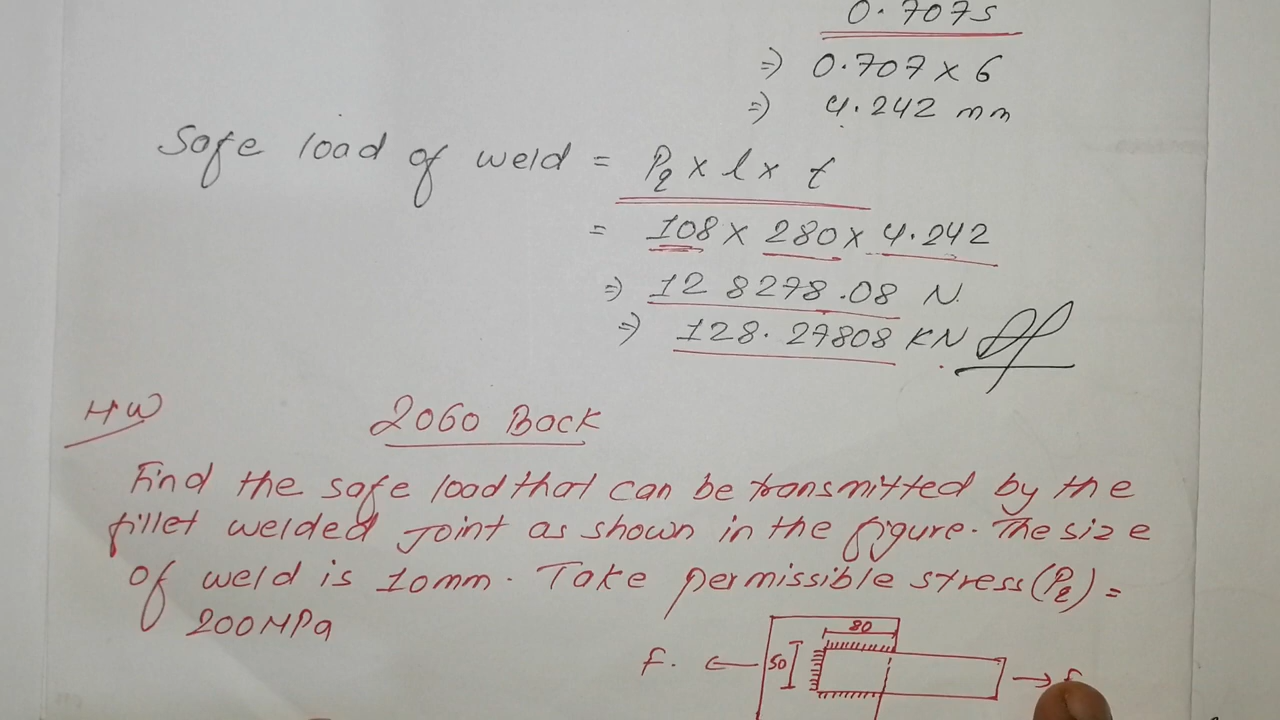 0.707s
⇒ 0.707 × 6
⇒ 4.242 mm
Safe load of weld = Pq × l × t
= 108 × 280 × 4.242
⇒ 128278.08 N.
⇒ 128.27808 KN
HW
2060 Back
Find the safe load that can be transmitted by the
fillet welded Joint as shown in the figure. The size
of weld is 10mm. Take permissible stress (Pq) =
200MPa
80
F.
50
F